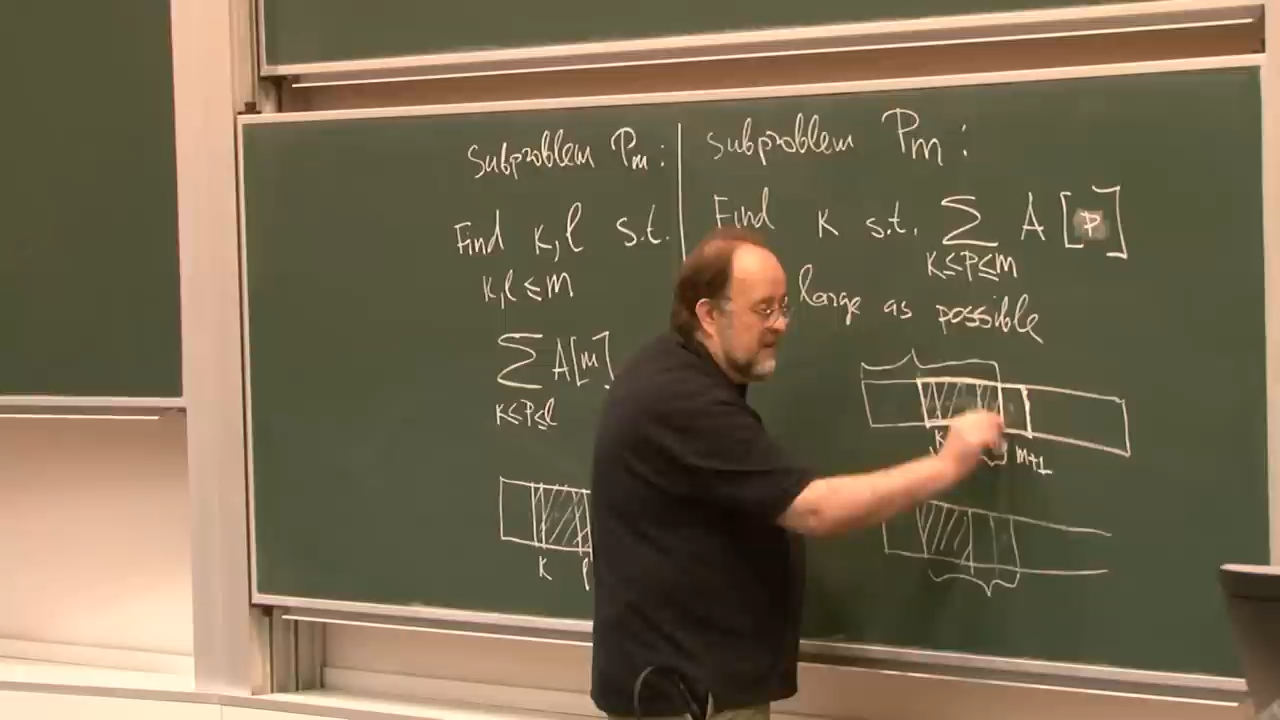 Subproblem Pm:
Find K,l s.t.
K,l ≤ m
∑ A[m]
K≤P≤l
K
Subproblem Pm:
Find K s.t. ∑ A[P]
K≤P≤m
large as possible
K m+1